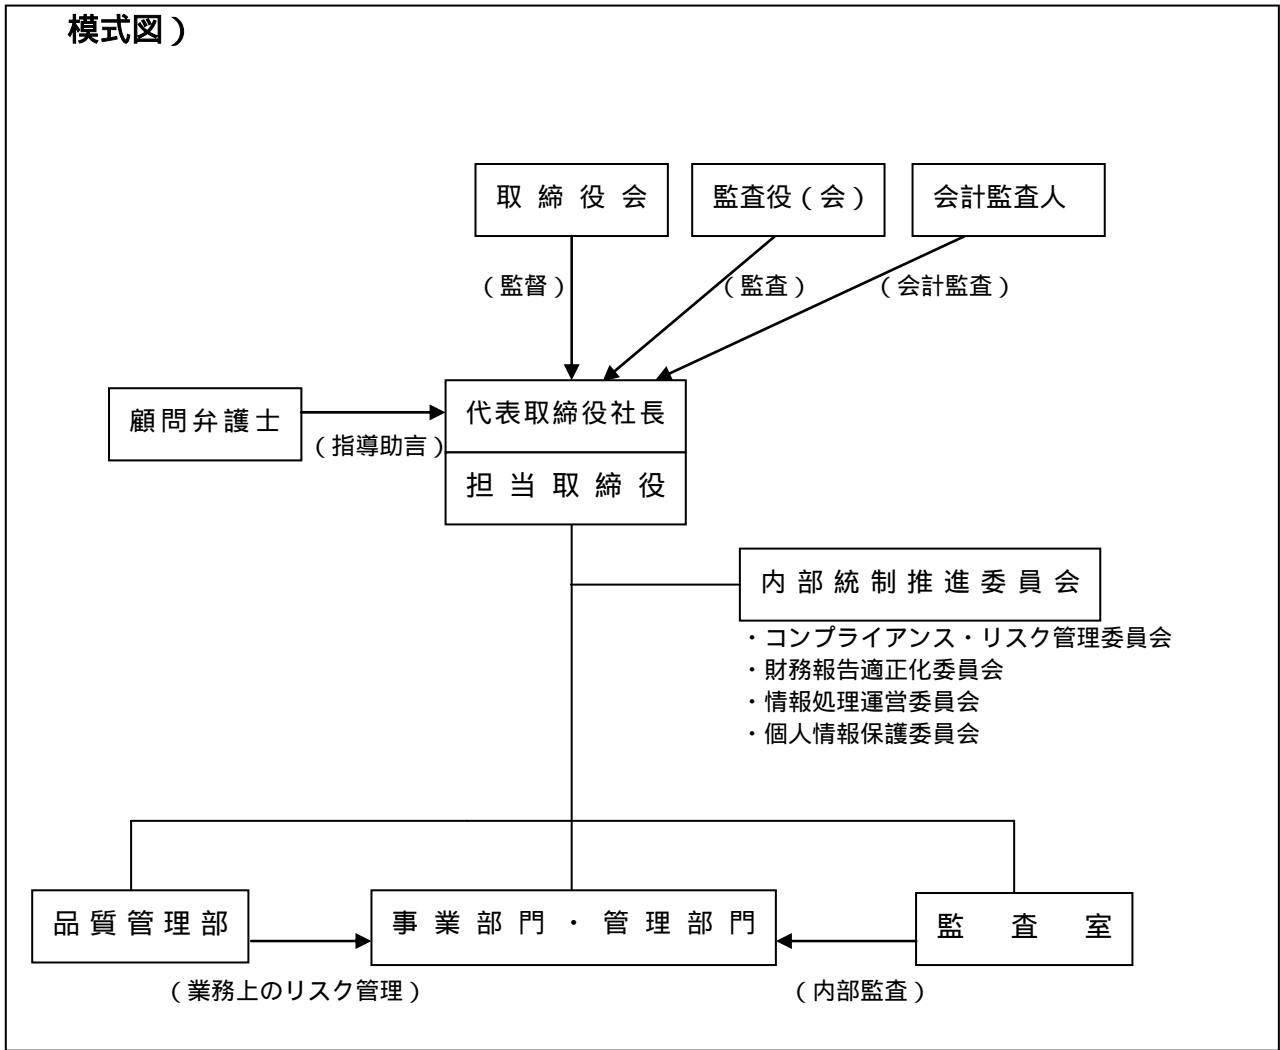 模式図）
取締役会
監査役（会）
会計監査人
（監督）
（監査）
（会計監査）
顧問弁護士
（指導助言）
代表取締役社長
担当取締役
内部統制推進委員会
・コンプライアンス・リスク管理委員会
・財務報告適正化委員会
・情報処理運営委員会
・個人情報保護委員会
品質管理部
事業部門・管理部門
監査室
（業務上のリスク管理）
（内部監査）